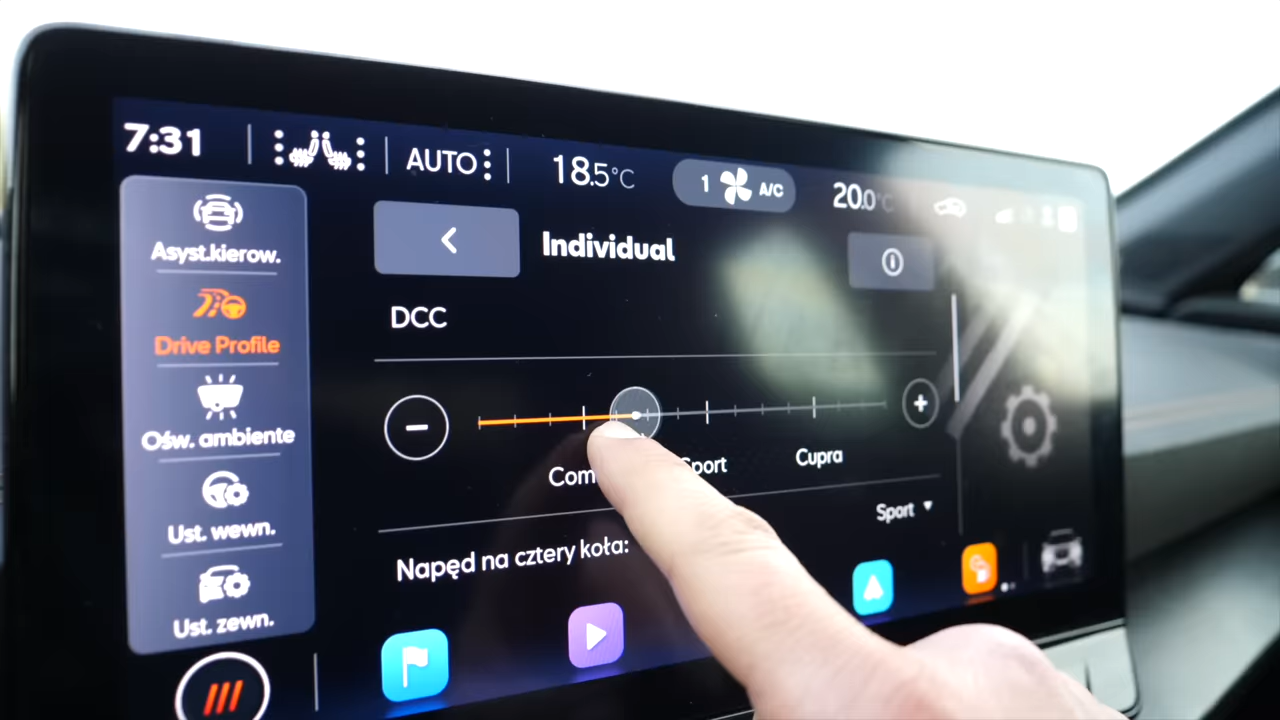 7:31 AUTO 18.5°C 1 A/C 20.0°C
Asyst.kierow.
Drive Profile
Ośw. ambiente
Ust. wewn.
Ust. zewn.
Individual
DCC
Sport Cupra
Napęd na cztery koła: Sport